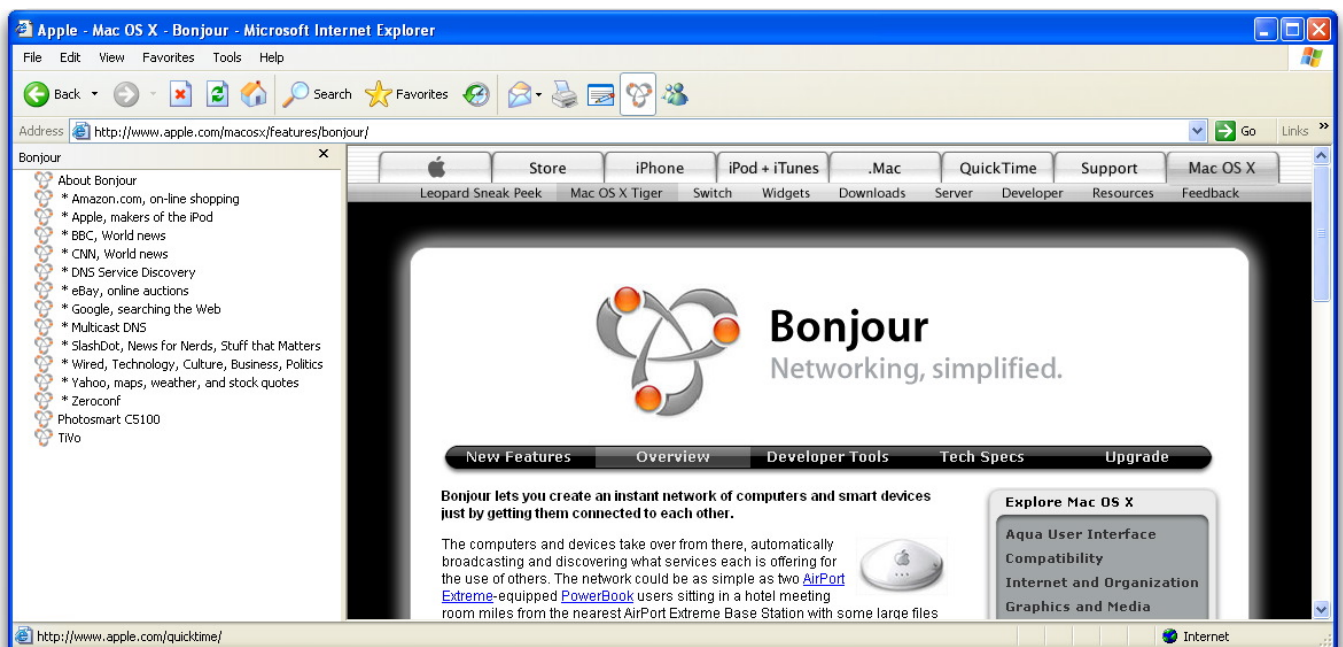 Apple - Mac OS X - Bonjour - Microsoft Internet Explorer
File Edit View Favorites Tools Help
Back Search Favorites
Address http://www.apple.com/macosx/features/bonjour/ Go Links »
Bonjour x
About Bonjour
* Amazon.com, on-line shopping
* Apple, makers of the iPod
* BBC, World news
* CNN, World news
* DNS Service Discovery
* eBay, online auctions
* Google, searching the Web
* Multicast DNS
* SlashDot, News for Nerds, Stuff that Matters
* Wired, Technology, Culture, Business, Politics
* Yahoo, maps, weather, and stock quotes
* Zeroconf
Photosmart C5100
TiVo
Store iPhone iPod + iTunes .Mac QuickTime Support Mac OS X
Leopard Sneak Peek Mac OS X Tiger Switch Widgets Downloads Server Developer Resources Feedback
Bonjour
Networking, simplified.
New Features Overview Developer Tools Tech Specs Upgrade
Bonjour lets you create an instant network of computers and smart devices
just by getting them connected to each other.
The computers and devices take over from there, automatically
broadcasting and discovering what services each is offering for
the use of others. The network could be as simple as two AirPort
Extreme-equipped PowerBook users sitting in a hotel meeting
room miles from the nearest AirPort Extreme Base Station with some large files
Explore Mac OS X
Aqua User Interface
Compatibility
Internet and Organization
Graphics and Media
http://www.apple.com/quicktime/ Internet